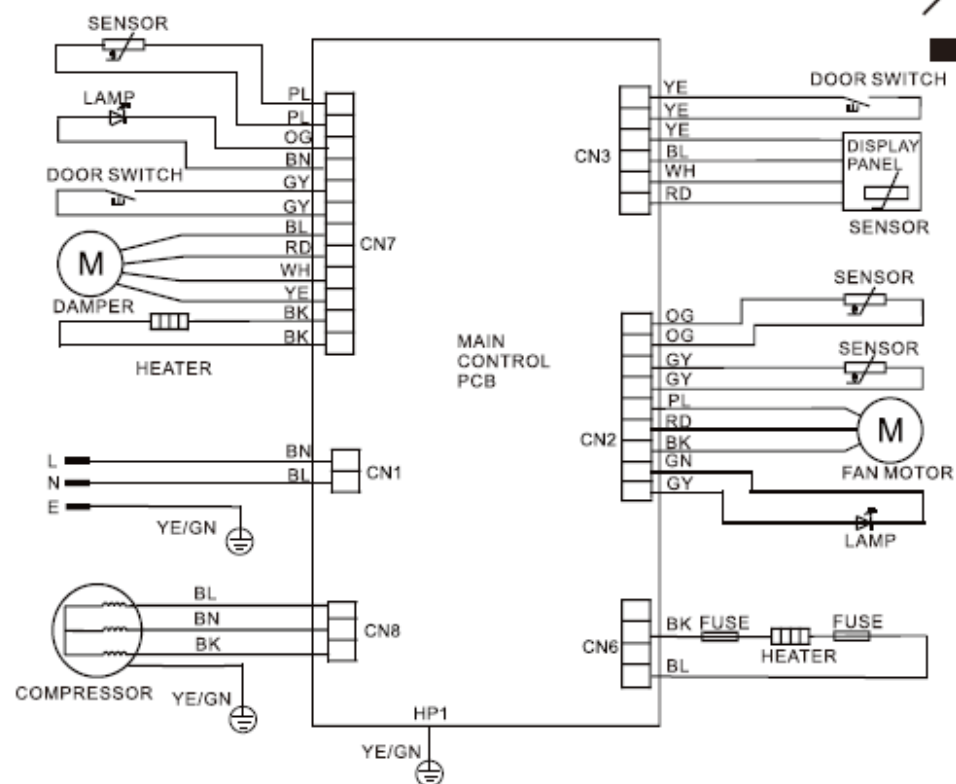 SENSOR
PL
LAMP
PL
OG
BN
DOOR SWITCH
GY
GY
BL
CN7
RD
M
WH
DAMPER
YE
BK
BK
HEATER
L
BN
CN1
N
BL
E
YE/GN
BL
BN
CN8
BK
COMPRESSOR
YE/GN
MAIN
CONTROL
PCB
HP1
YE/GN
YE
DOOR SWITCH
YE
YE
CN3
BL
DISPLAY
PANEL
WH
RD
SENSOR
SENSOR
OG
OG
SENSOR
GY
GY
PL
RD
M
CN2
BK
FAN MOTOR
GN
GY
LAMP
BK FUSE FUSE
CN6
HEATER
BL